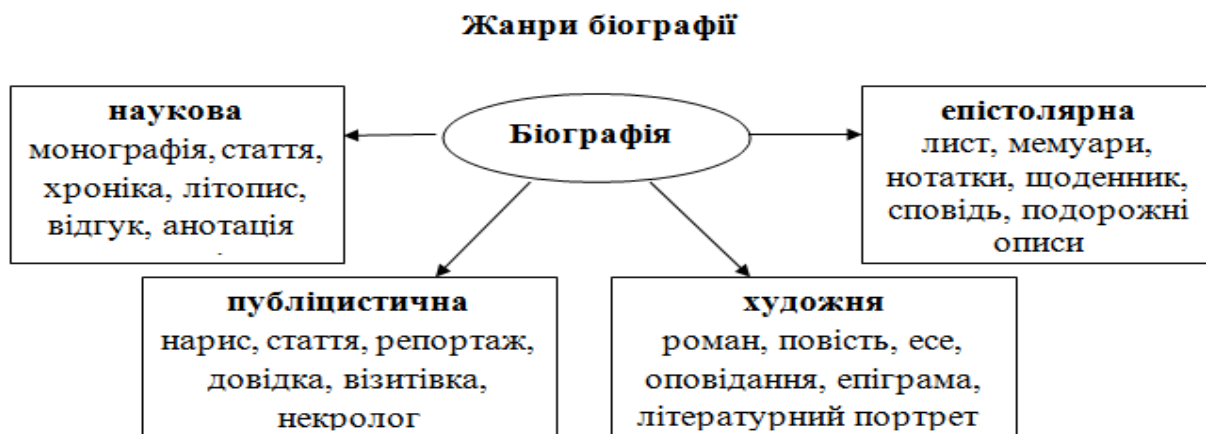 Жанри біографії
наукова
монографія, стаття,
хроніка, літопис,
відгук, анотація
Біографія
епістолярна
лист, мемуари,
нотатки, щоденник,
сповідь, подорожні
описи
публіцистична
нарис, стаття, репортаж,
довідка, візитівка,
некролог
художня
роман, повість, есе,
оповідання, епіграма,
літературний портрет